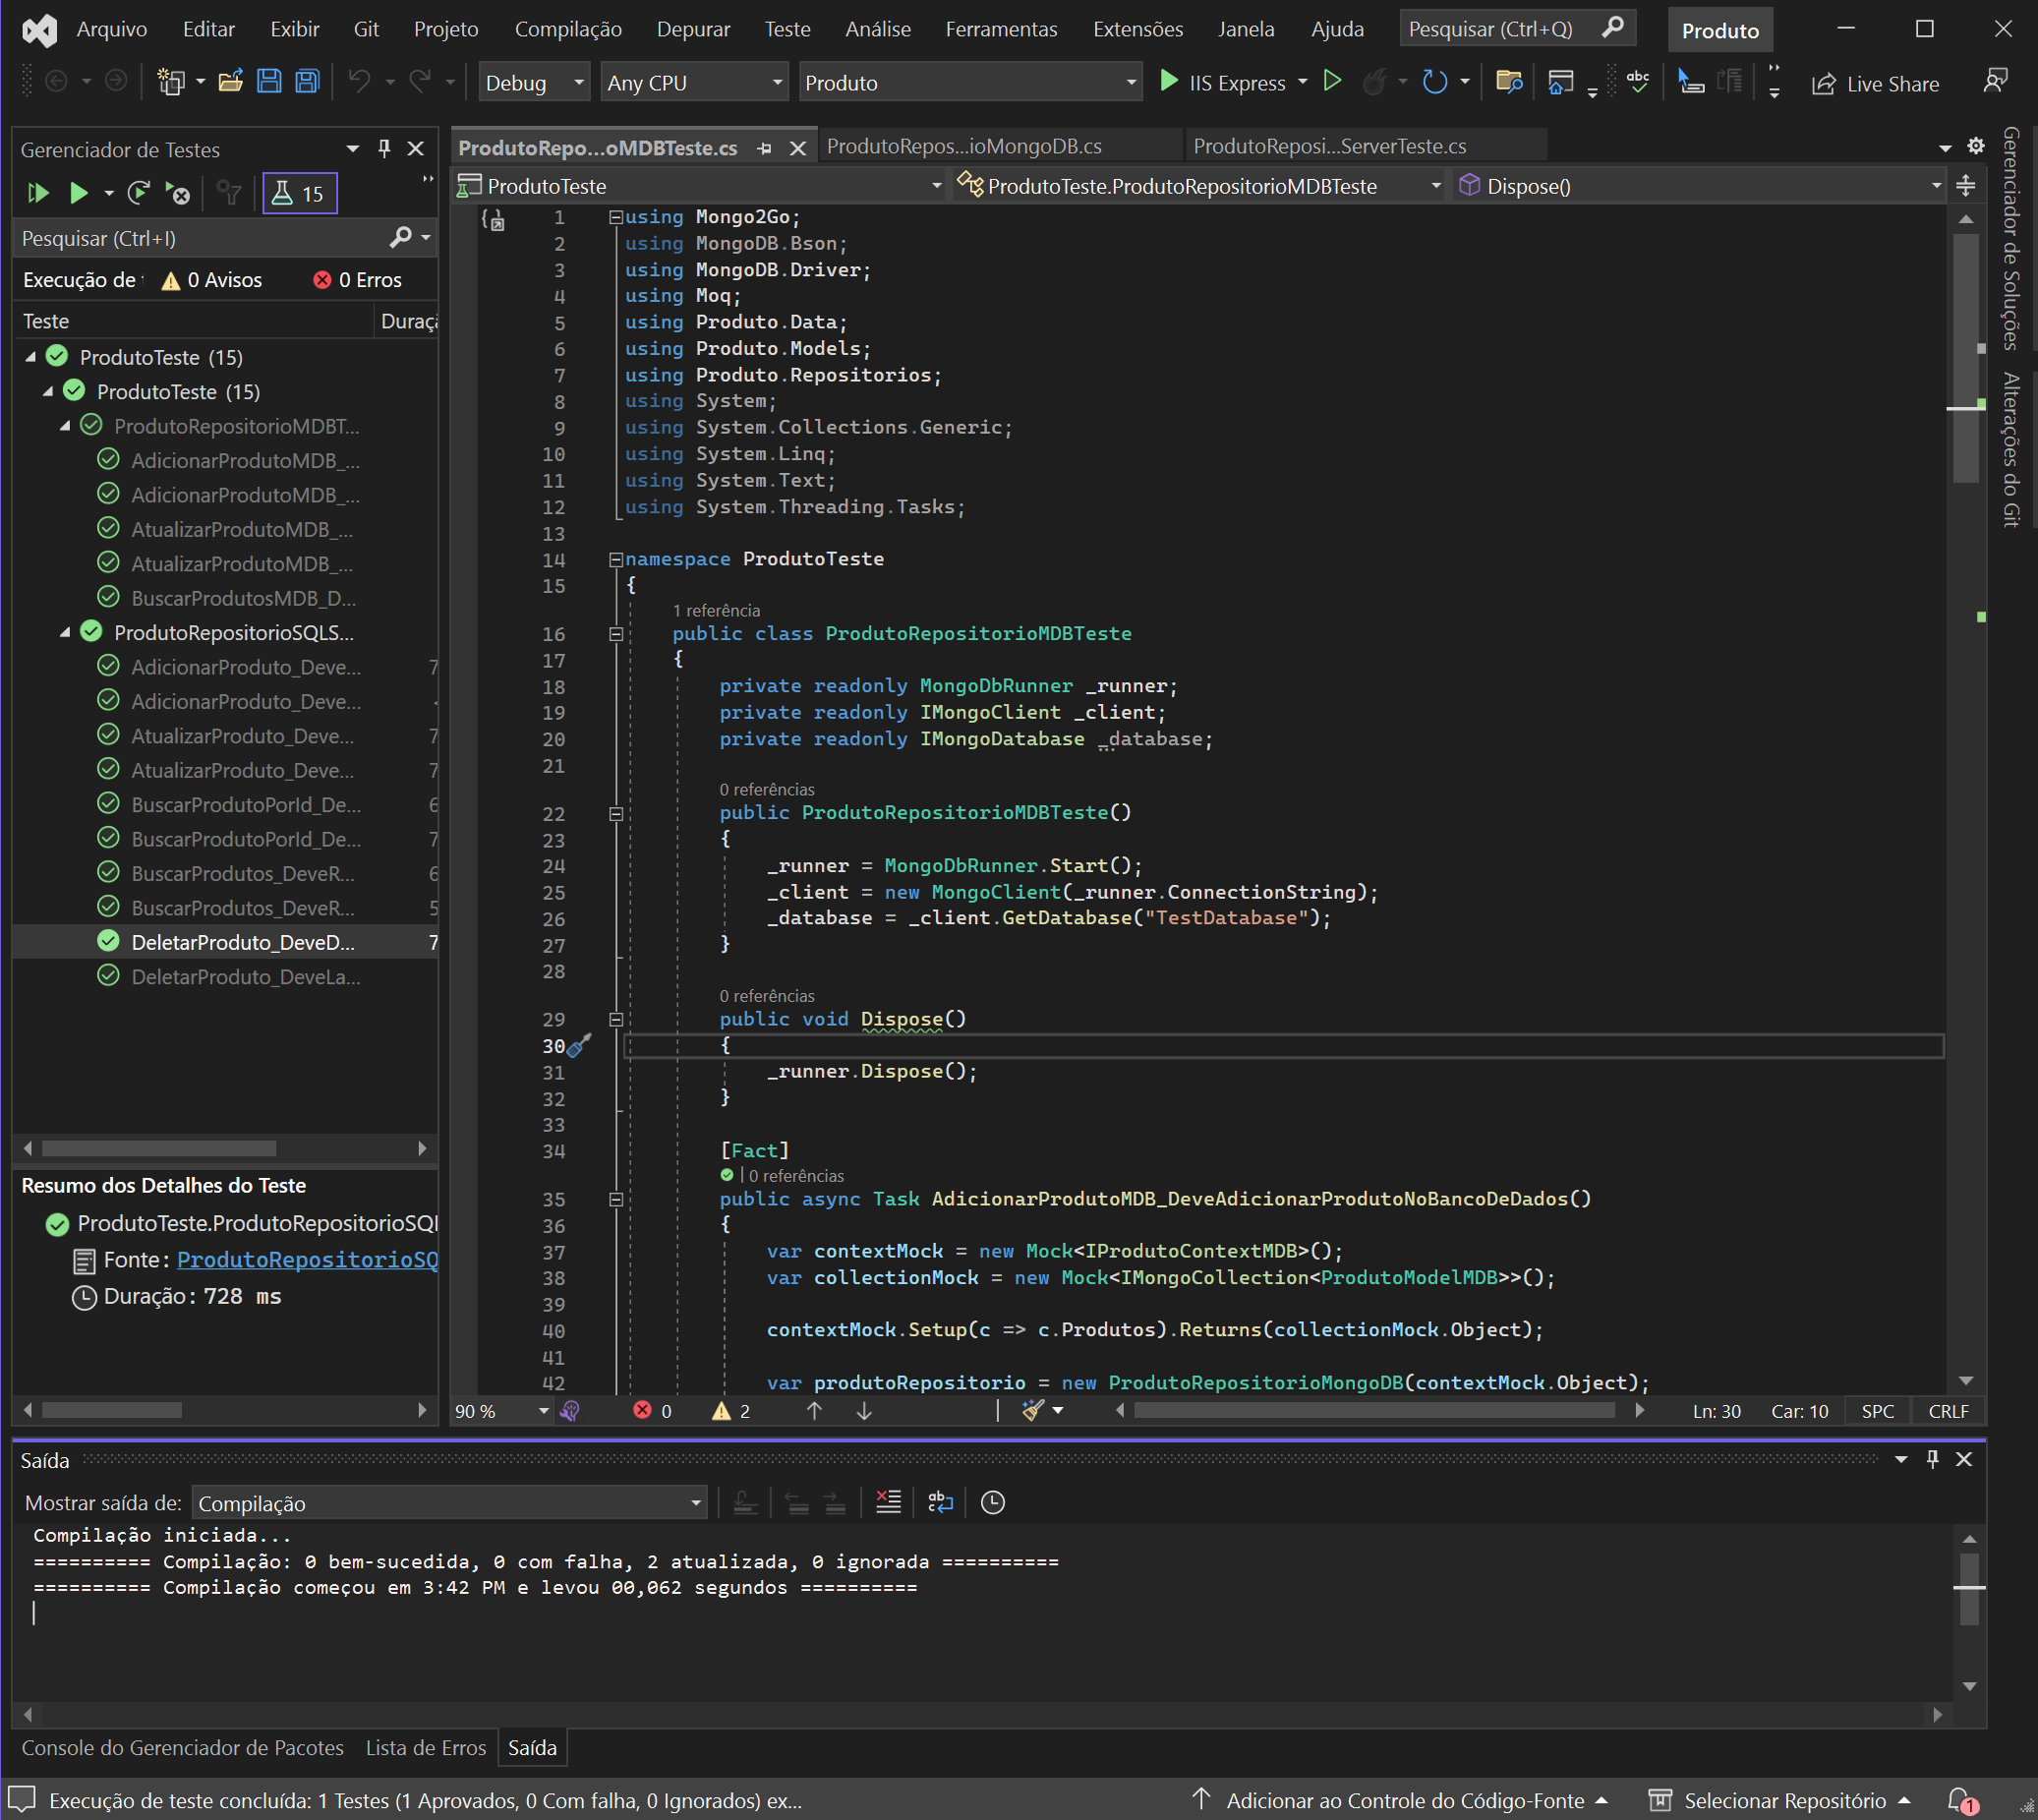 Arquivo Editar Exibir Git Projeto Compilação Depurar Teste Análise Ferramentas Extensões Janela Ajuda Pesquisar (Ctrl+Q) Produto
Debug Any CPU Produto IIS Express Live Share
Gerenciador de Testes
15
Pesquisar (Ctrl+I)
Execução de 0 Avisos 0 Erros
Teste Duraç
ProdutoTeste (15)
ProdutoTeste (15)
ProdutoRepositorioMDBT...
AdicionarProdutoMDB_...
AdicionarProdutoMDB_...
AtualizarProdutoMDB_...
AtualizarProdutoMDB_...
BuscarProdutosMDB_D...
ProdutoRepositorioSQLS...
AdicionarProduto_Deve... 7
AdicionarProduto_Deve...
AtualizarProduto_Deve... 7
AtualizarProduto_Deve... 7
BuscarProdutoPorId_De... 6
BuscarProdutoPorId_De... 7
BuscarProdutos_DeveR... 6
BuscarProdutos_DeveR... 5
DeletarProduto_DeveD... 7
DeletarProduto_DeveLa...
Resumo dos Detalhes do Teste
ProdutoTeste.ProdutoRepositorioSQL
Fonte: ProdutoRepositorioSQ
Duração: 728 ms
ProdutoRepo...oMDBTeste.cs ProdutoRepos...ioMongoDB.cs ProdutoReposi...ServerTeste.cs
ProdutoTeste ProdutoTeste.ProdutoRepositorioMDBTeste Dispose()
1 using Mongo2Go;
2 using MongoDB.Bson;
3 using MongoDB.Driver;
4 using Moq;
5 using Produto.Data;
6 using Produto.Models;
7 using Produto.Repositorios;
8 using System;
9 using System.Collections.Generic;
10 using System.Linq;
11 using System.Text;
12 using System.Threading.Tasks;
13
14 namespace ProdutoTeste
15 {
1 referência
16 public class ProdutoRepositorioMDBTeste
17 {
18 private readonly MongoDbRunner _runner;
19 private readonly IMongoClient _client;
20 private readonly IMongoDatabase _database;
21
0 referências
22 public ProdutoRepositorioMDBTeste()
23 {
24 _runner = MongoDbRunner.Start();
25 _client = new MongoClient(_runner.ConnectionString);
26 _database = _client.GetDatabase("TestDatabase");
27 }
28
0 referências
29 public void Dispose()
30 {
31 _runner.Dispose();
32 }
33
34 [Fact]
0 referências
35 public async Task AdicionarProdutoMDB_DeveAdicionarProdutoNoBancoDeDados()
36 {
37 var contextMock = new Mock<IProdutoContextMDB>();
38 var collectionMock = new Mock<IMongoCollection<ProdutoModelMDB>>();
39
40 contextMock.Setup(c => c.Produtos).Returns(collectionMock.Object);
41
42 var produtoRepositorio = new ProdutoRepositorioMongoDB(contextMock.Object);
90 % 0 2 Ln: 30 Car: 10 SPC CRLF
Gerenciador de Soluções
Alterações do Git
Saída
Mostrar saída de: Compilação
Compilação iniciada...
========== Compilação: 0 bem-sucedida, 0 com falha, 2 atualizada, 0 ignorada ==========
========== Compilação começou em 3:42 PM e levou 00,062 segundos ==========
Console do Gerenciador de Pacotes Lista de Erros Saída
Execução de teste concluída: 1 Testes (1 Aprovados, 0 Com falha, 0 Ignorados) ex... Adicionar ao Controle do Código-Fonte Selecionar Repositório 1